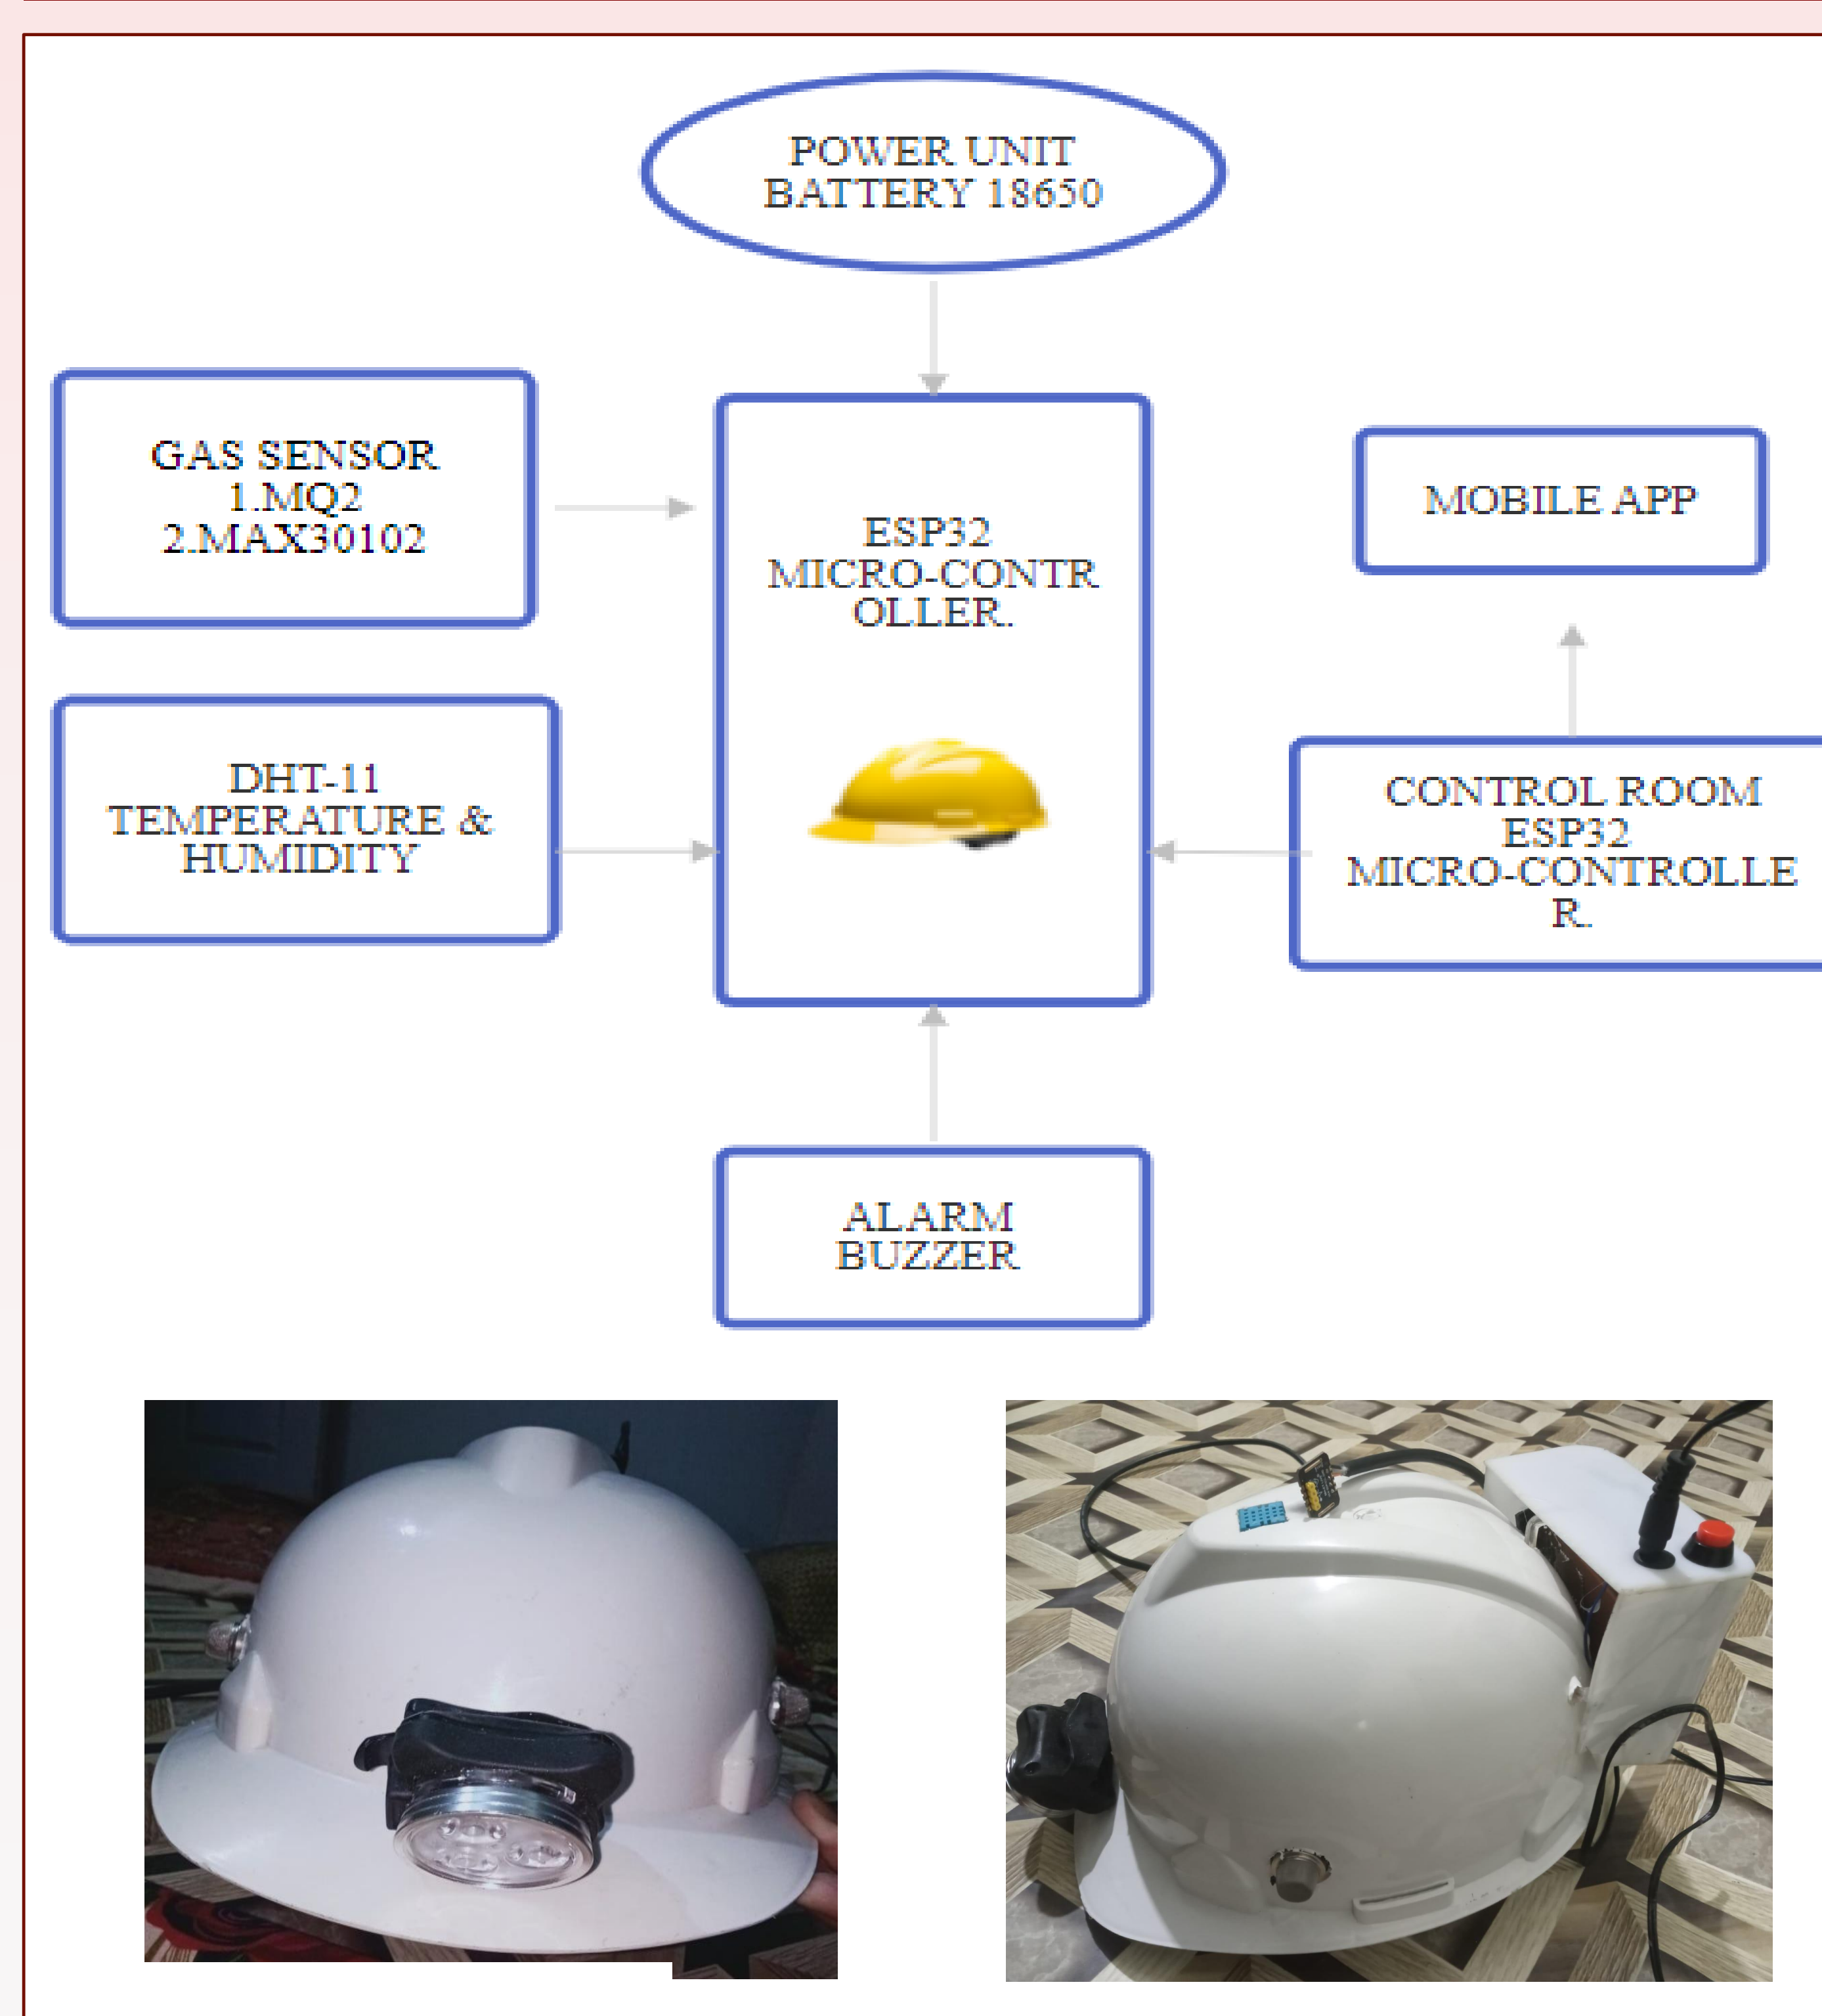 POWER UNIT
BATTERY 18650
GAS SENSOR
1.MQ2
2.MAX30102
ESP32
MICRO-CONTR
OLLER.
MOBILE APP
DHT-11
TEMPERATURE &
HUMIDITY
CONTROL ROOM
ESP32
MICRO-CONTROLLE
R.
ALARM
BUZZER